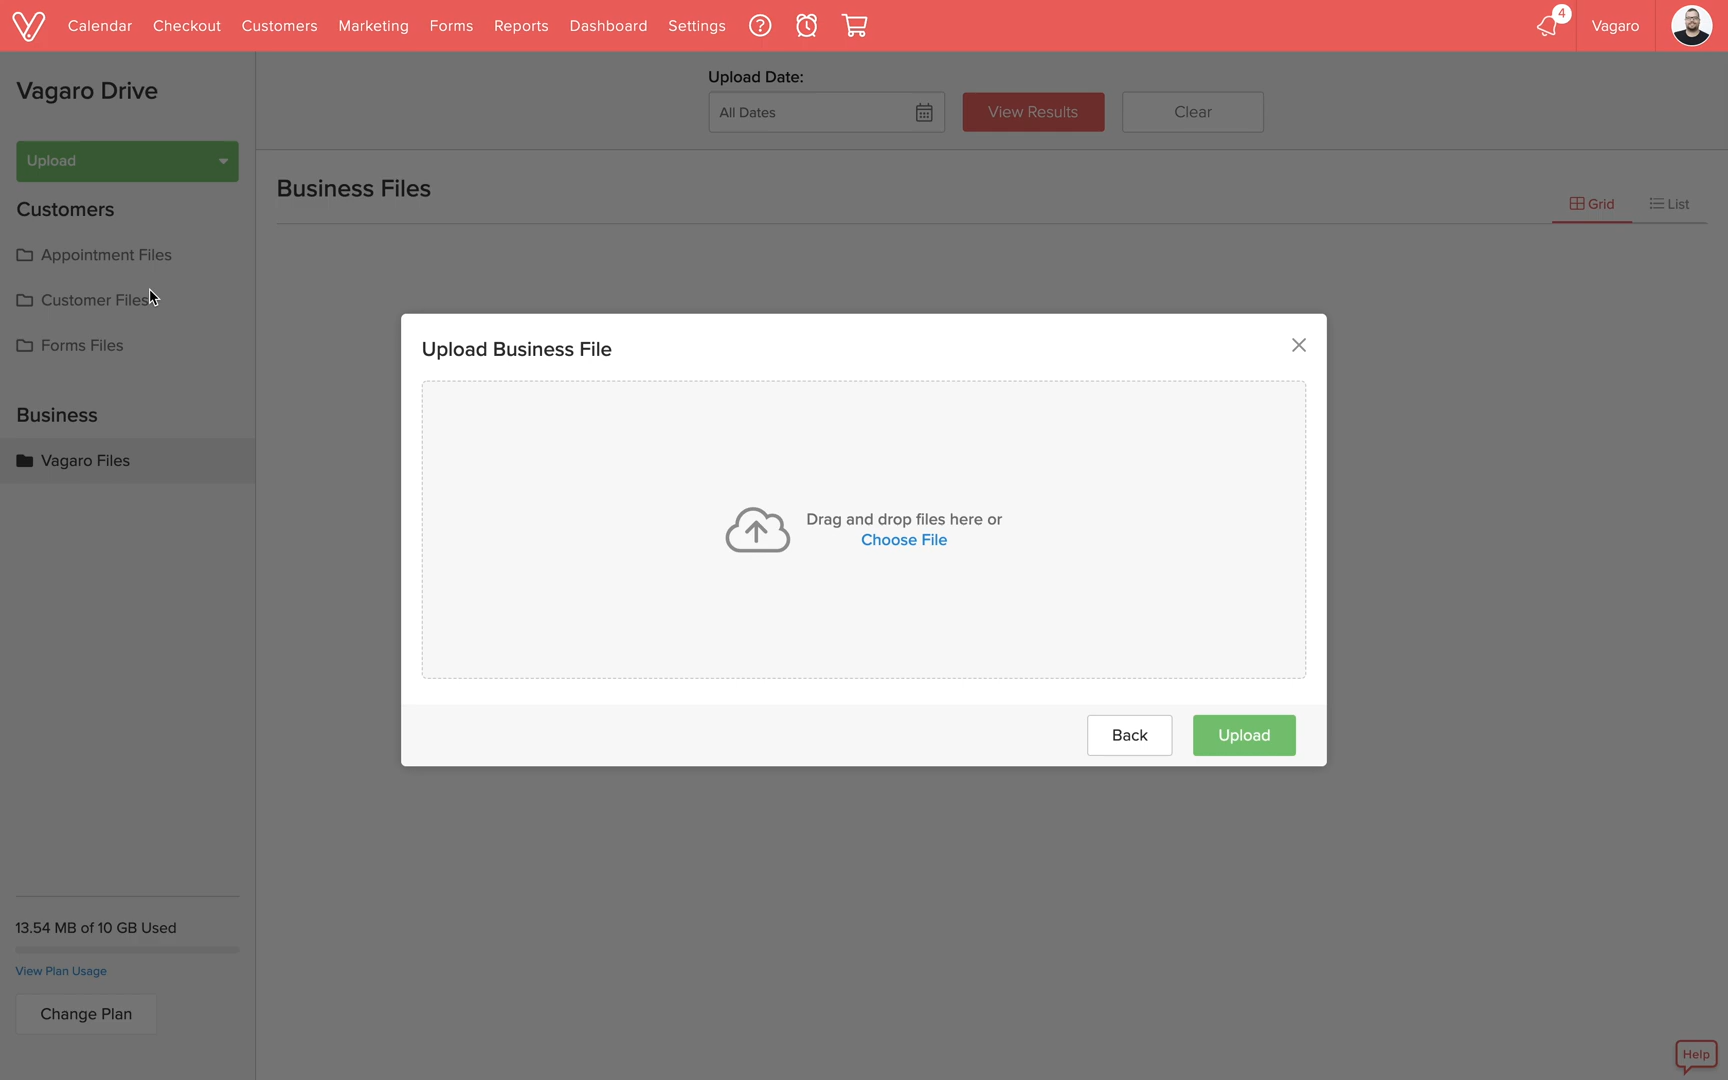 Calendar Checkout Customers Marketing Forms Reports Dashboard Settings ? 4 Vagaro
Vagaro Drive
Upload Date:
All Dates View Results Clear
Upload
Business Files
Grid List
Customers
Appointment Files
Customer Files
Forms Files
Business
Vagaro Files
Upload Business File
Drag and drop files here or
Choose File
Back Upload
13.54 MB of 10 GB Used
View Plan Usage
Change Plan
Help